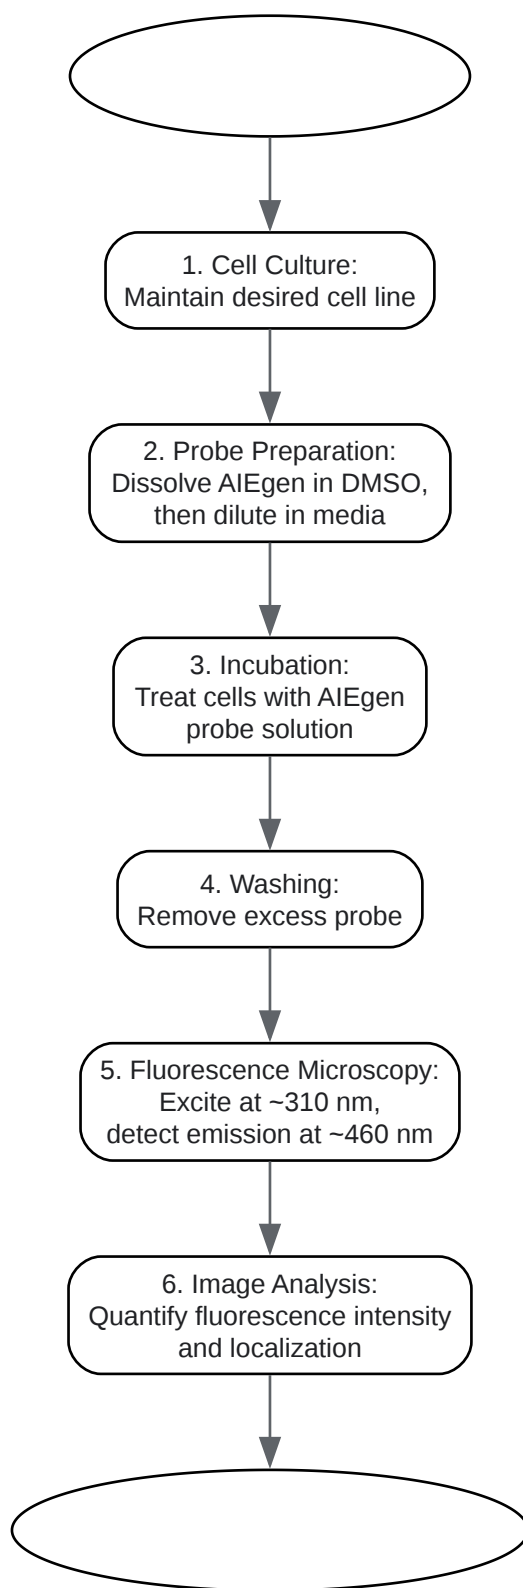 1. Cell Culture:
Maintain desired cell line
2. Probe Preparation:
Dissolve AIEgen in DMSO,
then dilute in media
3. Incubation:
Treat cells with AIEgen
probe solution
4. Washing:
Remove excess probe
5. Fluorescence Microscopy:
Excite at ~310 nm,
detect emission at ~460 nm
6. Image Analysis:
Quantify fluorescence intensity
and localization